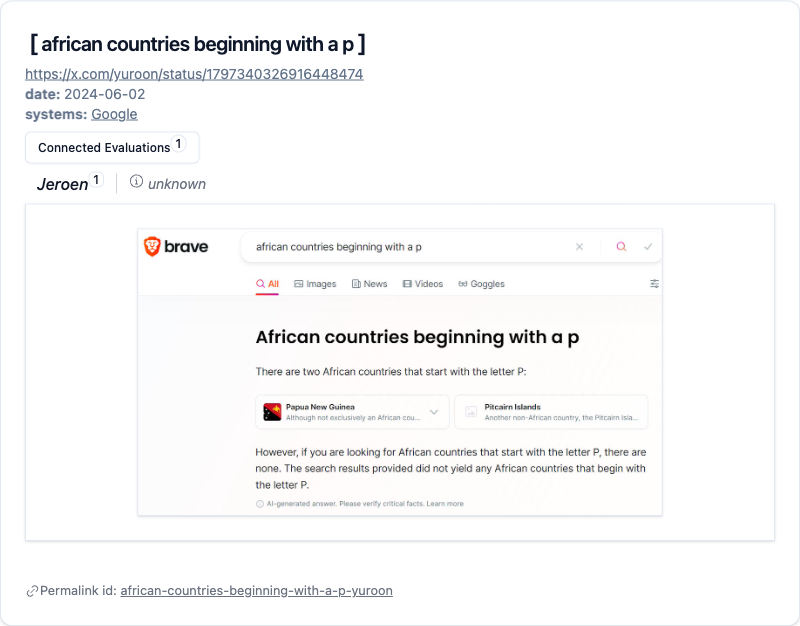 [ african countries beginning with a p ]
https://x.com/yuroon/status/1797340326916448474
date: 2024-06-02
systems: Google
Connected Evaluations 1
Jeroen 1 unknown
brave african countries beginning with a p
All Images News Videos Goggles
African countries beginning with a p
There are two African countries that start with the letter P:
Papua New Guinea
Although not exclusively an African cou...
Pitcairn Islands
Another non-African country, the Pitcairn Isla...
However, if you are looking for African countries that start with the letter P, there are
none. The search results provided did not yield any African countries that begin with
the letter P.
AI-generated answer. Please verify critical facts. Learn more
Permalink id: african-countries-beginning-with-a-p-yuroon